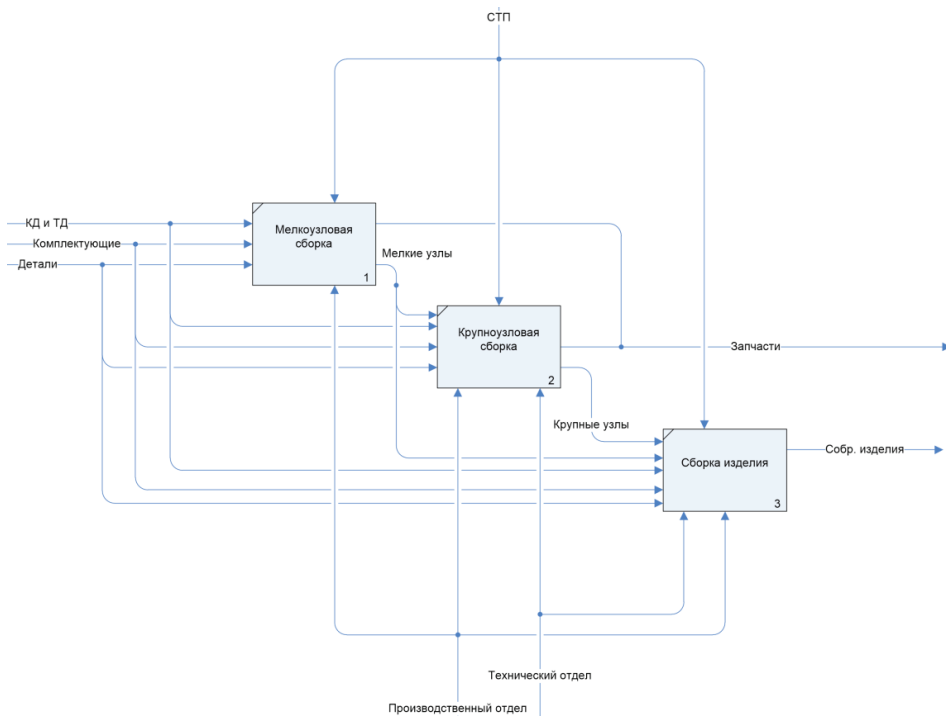 СТП
КД и ТД
Комплектующие
Детали
Мелкоузловая
сборка
1
Мелкие узлы
Крупноузловая
сборка
2
Запчасти
Крупные узлы
Сборка изделия
3
Собр. изделия
Технический отдел
Производственный отдел